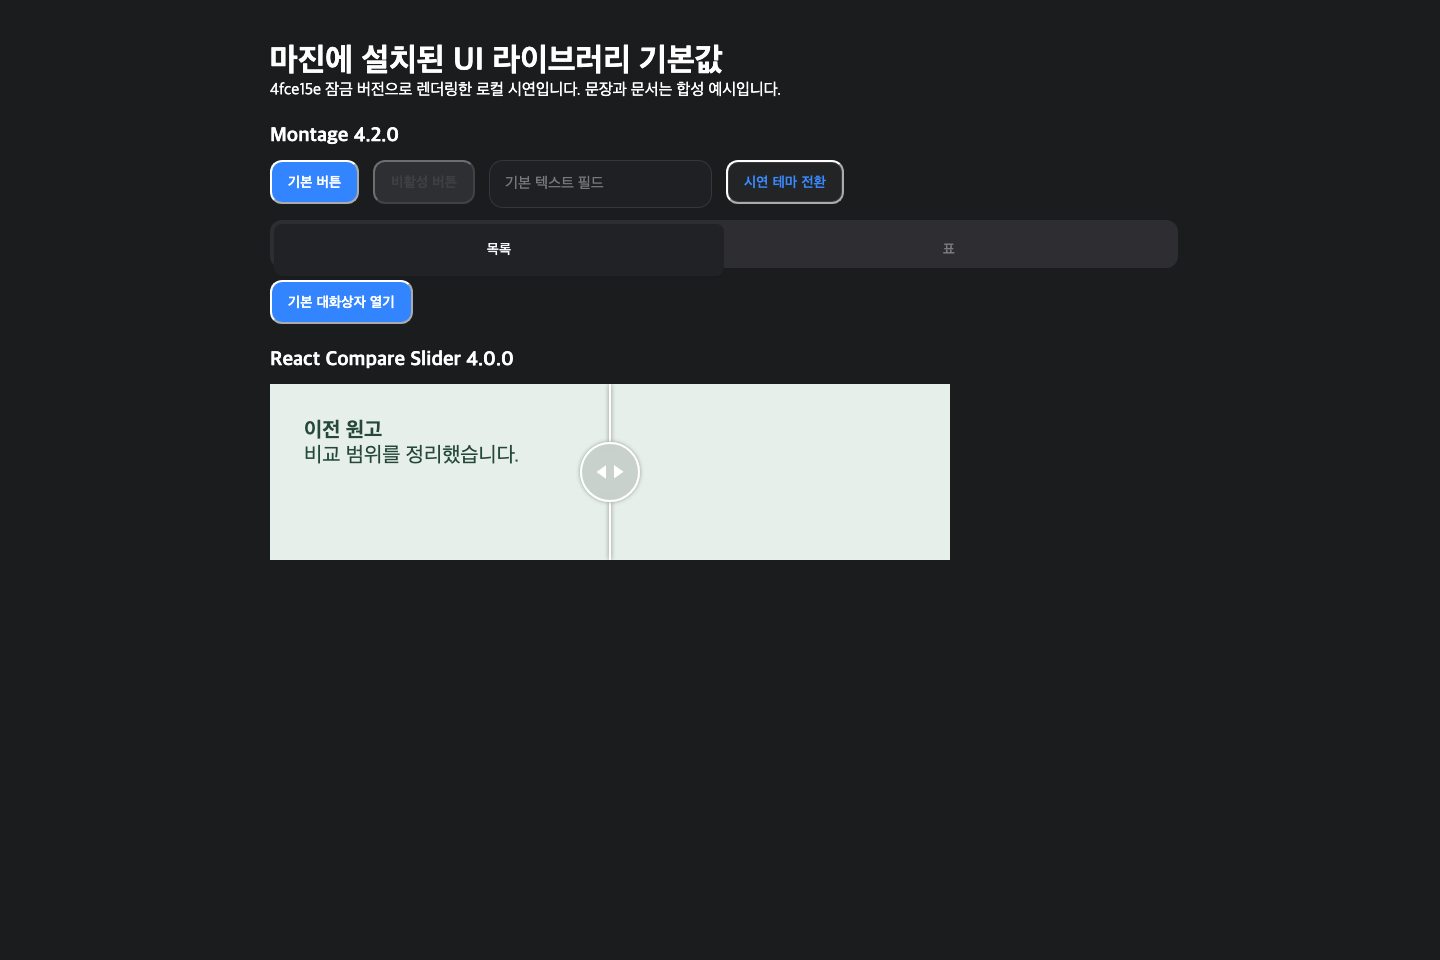 마진에 설치된 UI 라이브러리 기본값
4fce15e 잠금 버전으로 렌더링한 로컬 시연입니다. 문장과 문서는 합성 예시입니다.
Montage 4.2.0
기본 버튼
비활성 버튼
기본 텍스트 필드
시연 테마 전환
목록
표
기본 대화상자 열기
React Compare Slider 4.0.0
이전 원고
비교 범위를 정리했습니다.